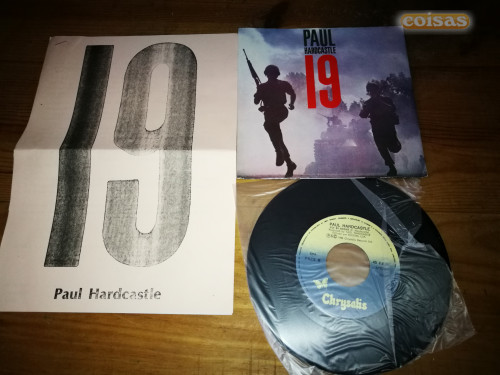 coisas
19
Paul Hardcastle
PAUL
HARDCASTLE
19
PAUL HARDCASTLE
Chrysalis